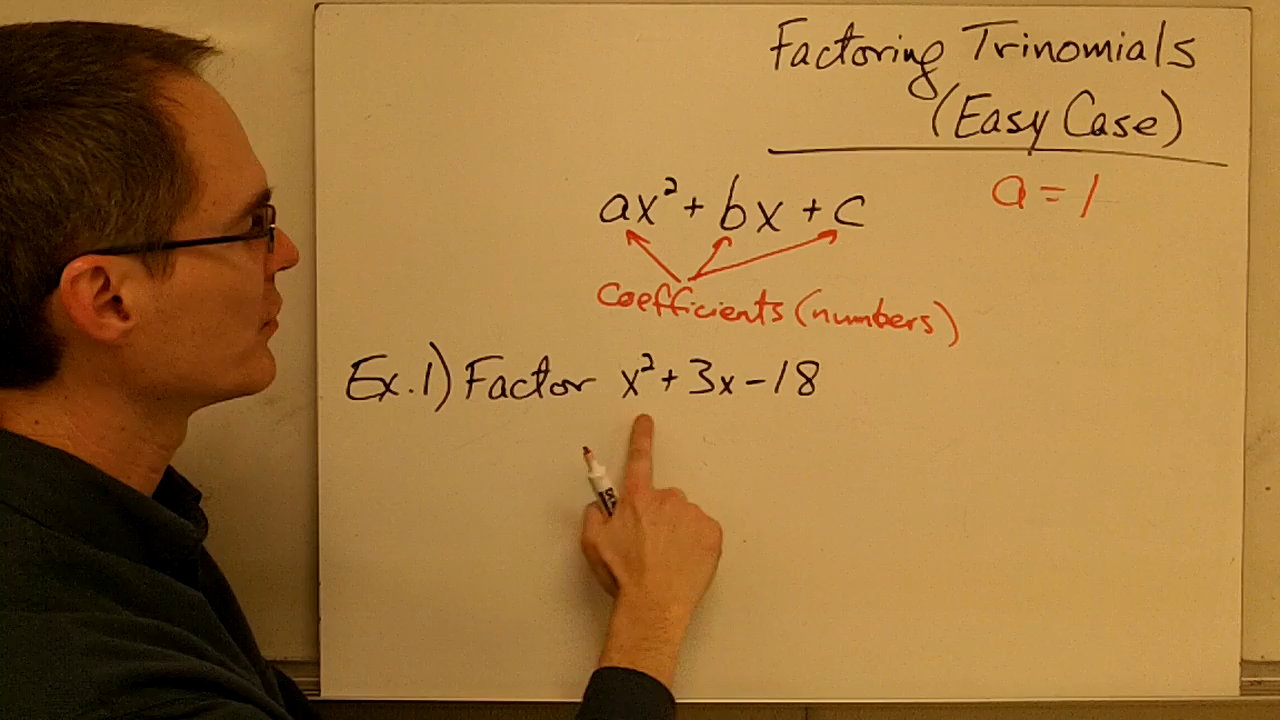 Factoring Trinomials
(Easy Case)
a = 1
ax² + bx + c
coefficients (numbers)
Ex. 1) Factor x² + 3x - 18